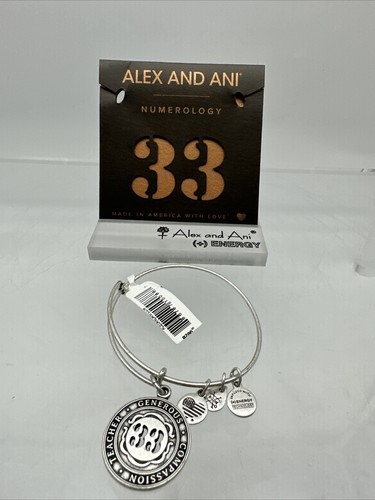 ALEX AND ANI®
NUMEROLOGY
33
MADE IN AMERICA WITH LOVE
Alex and Ani®
(+) ENERGY
TEACHER • GENEROUS • COMPASSION
33